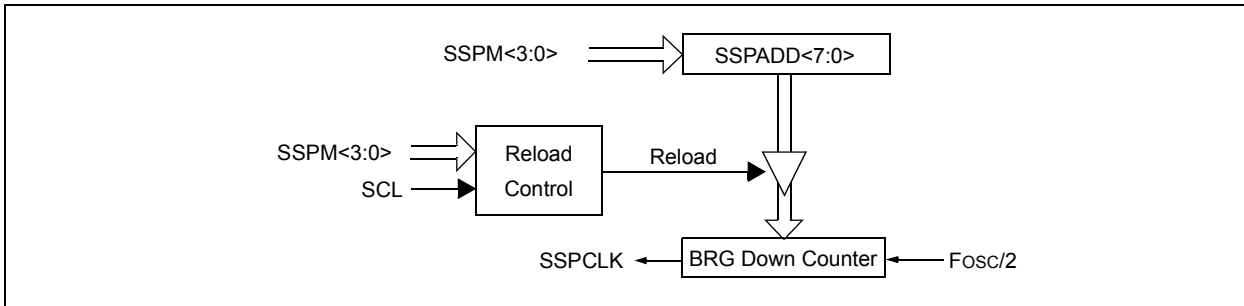 SSPM<3:0>
SSPADD<7:0>
SSPM<3:0>
Reload
Control
Reload
SCL
SSPCLK
BRG Down Counter
FOSC/2